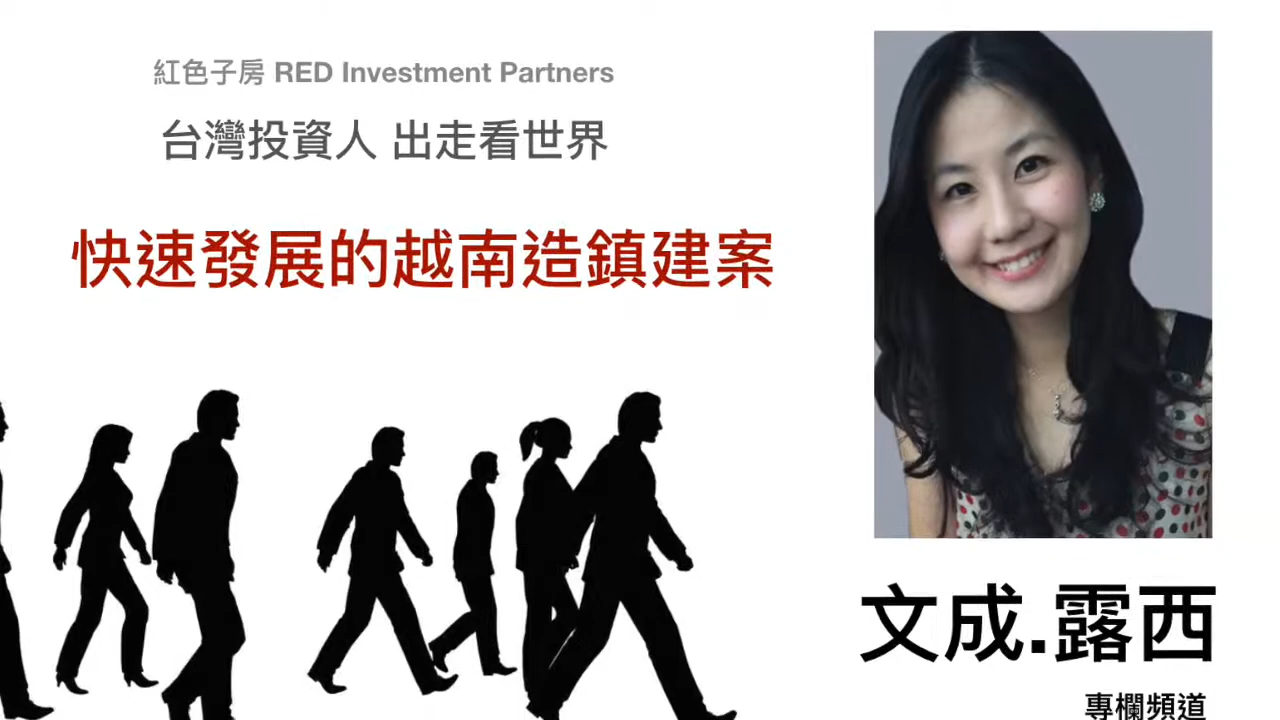 紅色子房 RED Investment Partners
台灣投資人 出走看世界
快速發展的越南造鎮建案
文成.露西
專欄頻道